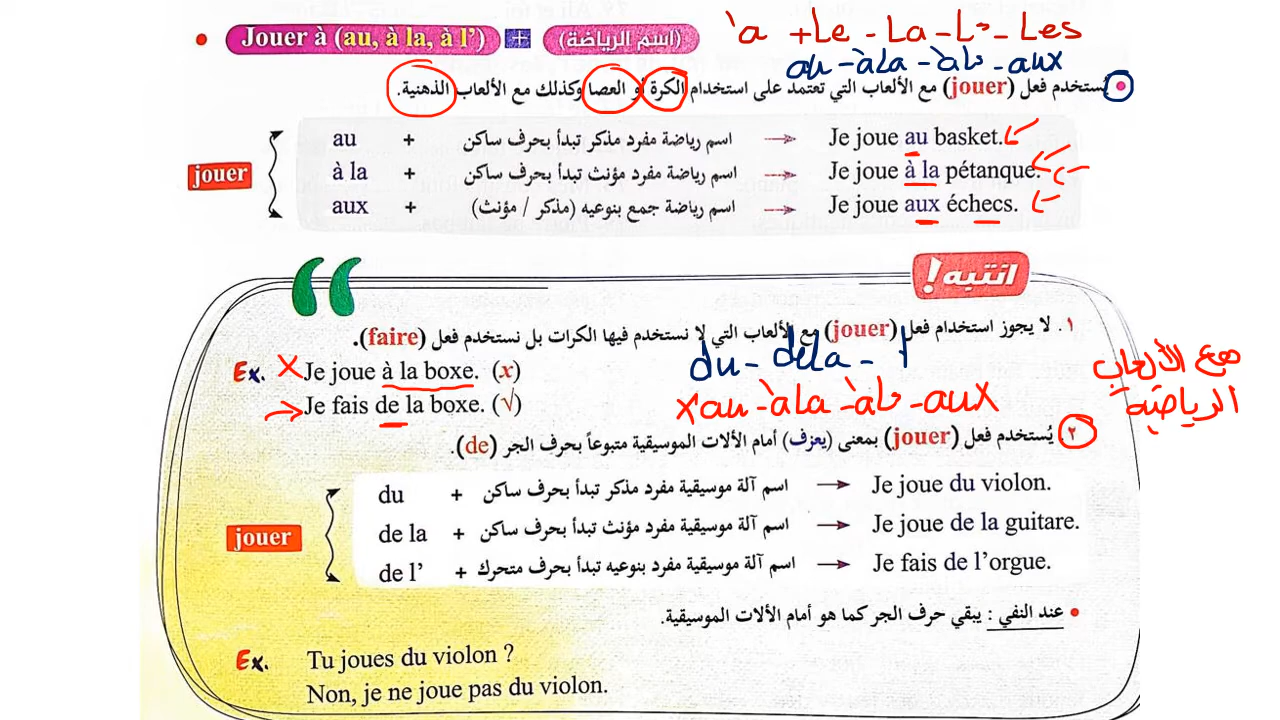 • Jouer à (au, à la, à l') + (اسم الرياضة)
à + Le - La - L' - Les
au - à la - à l' - aux
• يُستخدم فعل (jouer) مع الألعاب التي تعتمد على استخدام الكرة أو العصا وكذلك مع الألعاب الذهنية.
jouer
au + اسم رياضة مفرد مذكر تبدأ بحرف ساكن → Je joue au basket.
à la + اسم رياضة مفرد مؤنث تبدأ بحرف ساكن → Je joue à la pétanque.
aux + اسم رياضة جمع بنوعيه (مذكر / مؤنث) → Je joue aux échecs.
انتبه!
١. لا يجوز استخدام فعل (jouer) مع الألعاب التي لا نستخدم فيها الكرات بل نستخدم فعل (faire).
du - de la -
مع الألعاب
الرياضية
Ex. x Je joue à la boxe. (x)
x au - à la - à l' - aux
→ Je fais de la boxe. (√)
٢. يُستخدم فعل (jouer) بمعنى (يعزف) أمام الألات الموسيقية متبوعاً بحرف الجر (de).
jouer
du + اسم آلة موسيقية مفرد مذكر تبدأ بحرف ساكن → Je joue du violon.
de la + اسم آلة موسيقية مفرد مؤنث تبدأ بحرف ساكن → Je joue de la guitare.
de l' + اسم آلة موسيقية مفرد بنوعيه تبدأ بحرف متحرك → Je fais de l'orgue.
• عند النفي : يبقي حرف الجر كما هو أمام الألات الموسيقية.
Ex. Tu joues du violon ?
Non, je ne joue pas du violon.